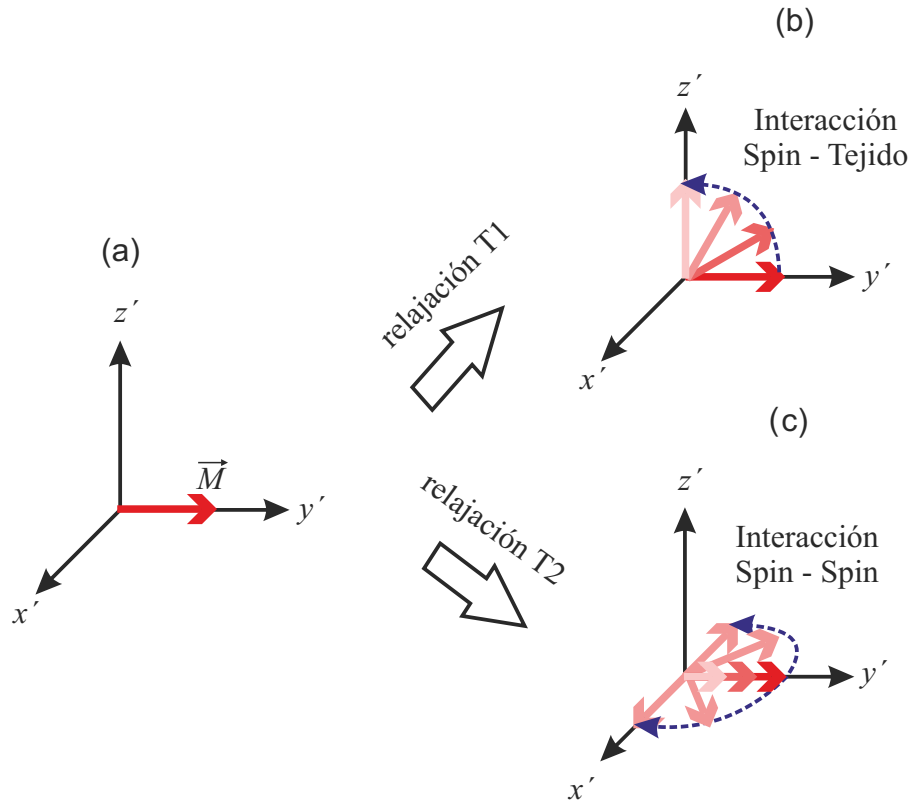 (a)
z´
M
y´
x´
relajación T1
relajación T2
(b)
z´
Interacción
Spin - Tejido
y´
x´
(c)
z´
Interacción
Spin - Spin
y´
x´